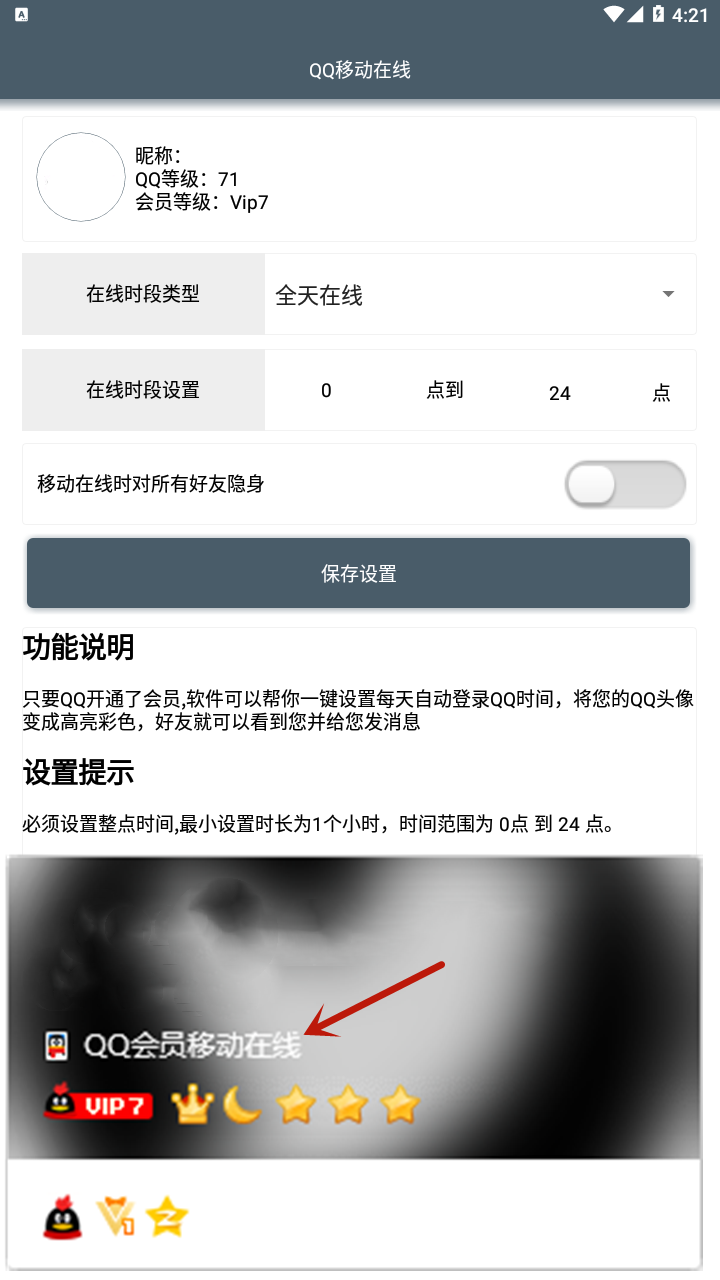 4:21
QQ移动在线
昵称：
QQ等级：71
会员等级：Vip7
在线时段类型
全天在线
在线时段设置
0
点到
24
点
移动在线时对所有好友隐身
保存设置
功能说明
只要QQ开通了会员,软件可以帮你一键设置每天自动登录QQ时间，将您的QQ头像
变成高亮彩色，好友就可以看到您并给您发消息
设置提示
必须设置整点时间,最小设置时长为1个小时，时间范围为 0点 到 24 点。
QQ会员移动在线
VIP 7